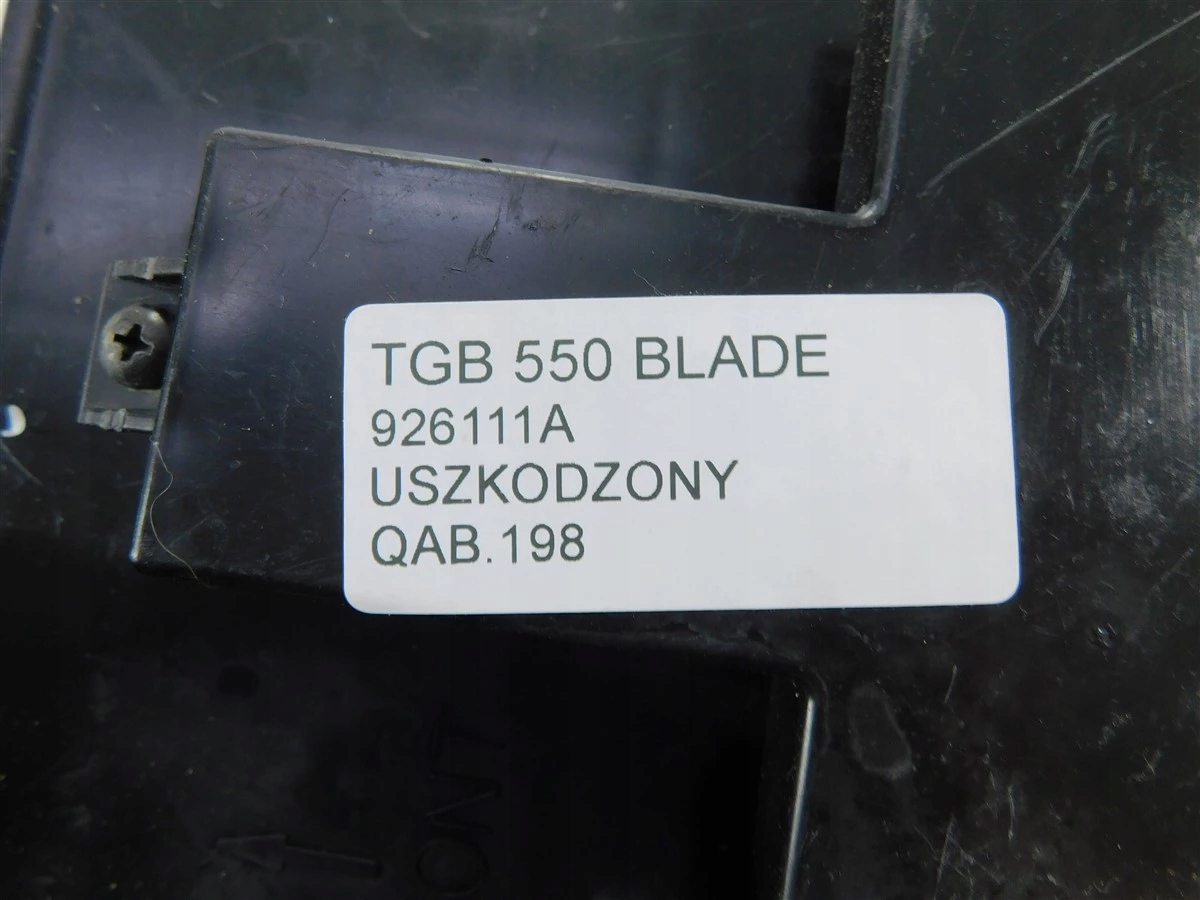 TGB 550 BLADE
926111A
USZKODZONY
QAB.198